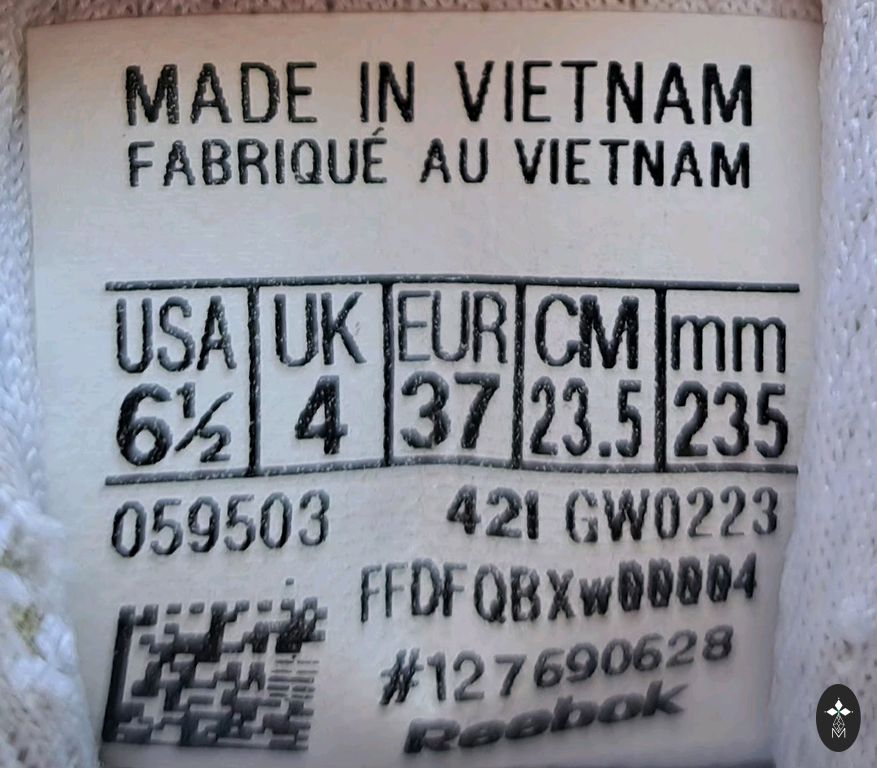 MADE IN VIETNAM
FABRIQUÉ AU VIETNAM
USA UK EUR CM mm
6½ 4 37 23.5 235
059503 421 GW0223
FFDFQBXw00004
#127690628
Reebok
M